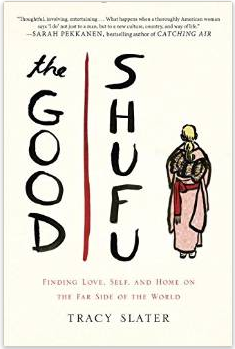 "Thoughtful, involving, entertaining . . . What happens when a thoroughly American woman
says 'I do' not just to a man, but to a new culture, country, and way of life."
—SARAH PEKKANEN, bestselling author of CATCHING AIR
the
GOOD
SHUFU
FINDING LOVE, SELF, AND HOME ON
THE FAR SIDE OF THE WORLD
TRACY SLATER